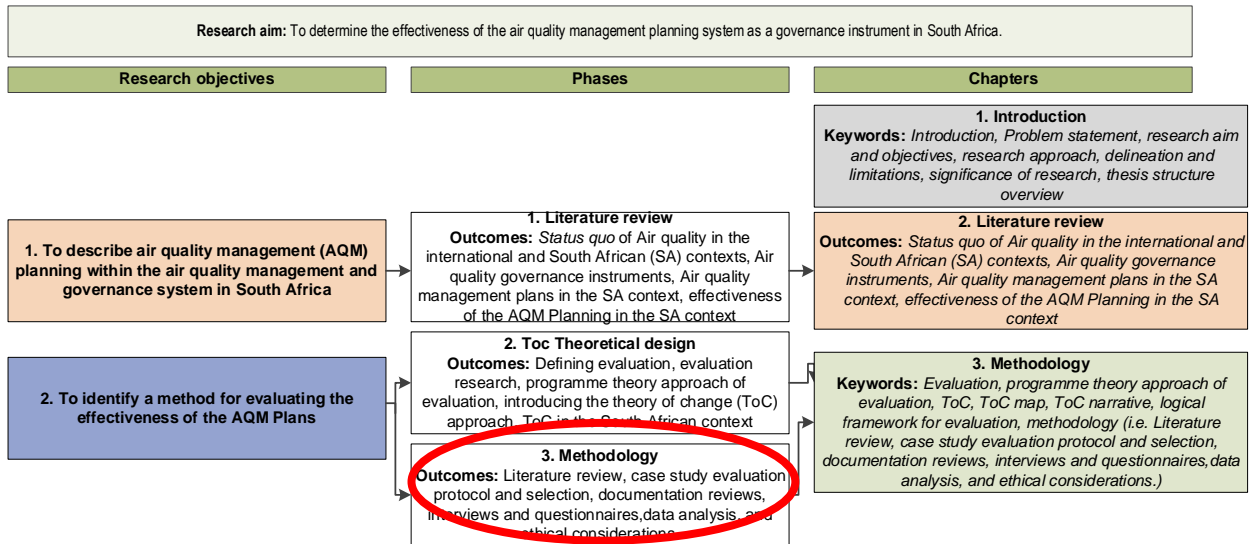 Research aim: To determine the effectiveness of the air quality management planning system as a governance instrument in South Africa.
Research objectives
Phases
Chapters
1. Introduction
Keywords: Introduction, Problem statement, research aim
and objectives, research approach, delineation and
limitations, significance of research, thesis structure
overview
1. To describe air quality management (AQM)
planning within the air quality management and
governance system in South Africa
1. Literature review
Outcomes: Status quo of Air quality in the
international and South African (SA) contexts, Air
quality governance instruments, Air quality
management plans in the SA context, effectiveness
of the AQM Planning in the SA context
2. Literature review
Outcomes: Status quo of Air quality in the international and
South African (SA) contexts, Air quality governance
instruments, Air quality management plans in the SA
context, effectiveness of the AQM Planning in the SA
context
2. To identify a method for evaluating the
effectiveness of the AQM Plans
2. Toc Theoretical design
Outcomes: Defining evaluation, evaluation
research, programme theory approach of
evaluation, introducing the theory of change (ToC)
approach, ToC in the South African context
3. Methodology
Outcomes: Literature review, case study evaluation
protocol and selection, documentation reviews,
interviews and questionnaires,data analysis, and
ethical considerations
3. Methodology
Keywords: Evaluation, programme theory approach of
evaluation, ToC, ToC map, ToC narrative, logical
framework for evaluation, methodology (i.e. Literature
review, case study evaluation protocol and selection,
documentation reviews, interviews and questionnaires,data
analysis, and ethical considerations.)